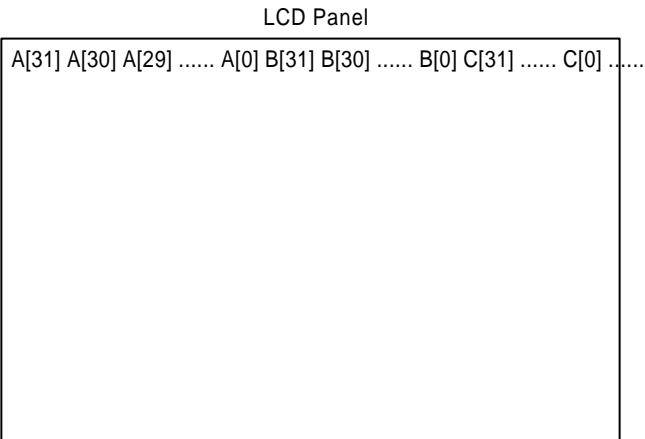 LCD Panel
A[31] A[30] A[29] ...... A[0] B[31] B[30] ...... B[0] C[31] ...... C[0] ......